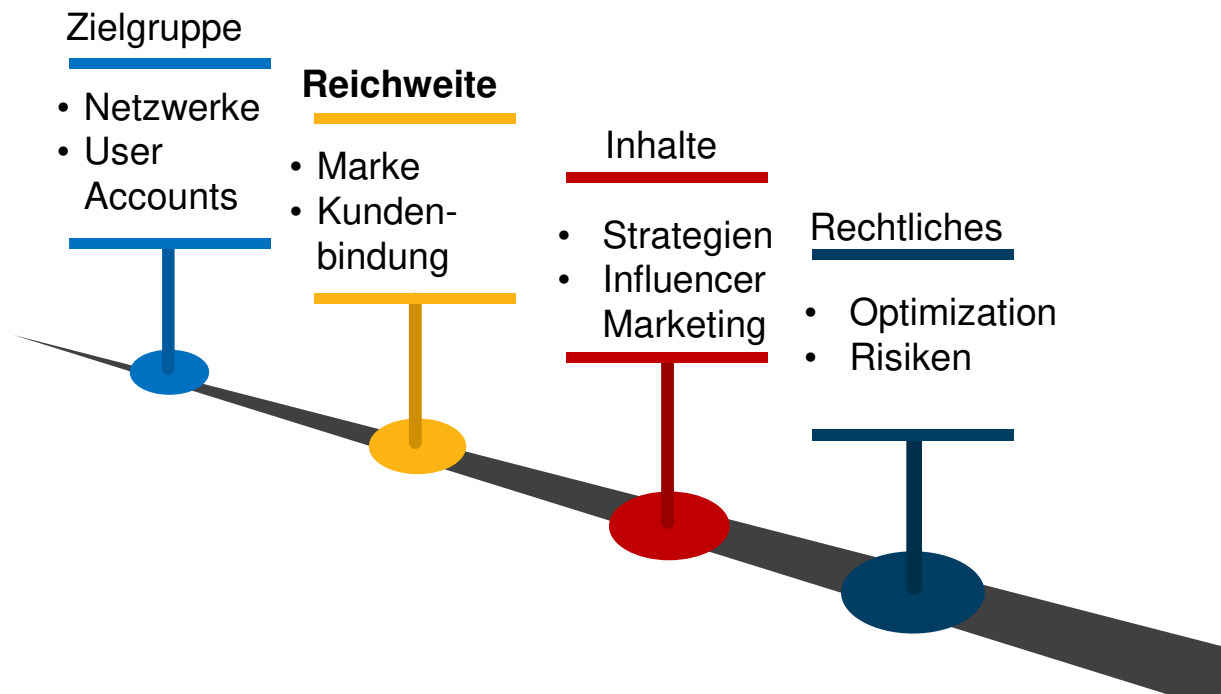 Zielgruppe
• Netzwerke
• User
Accounts
Reichweite
• Marke
• Kunden-
bindung
Inhalte
• Strategien
• Influencer
Marketing
Rechtliches
• Optimization
• Risiken